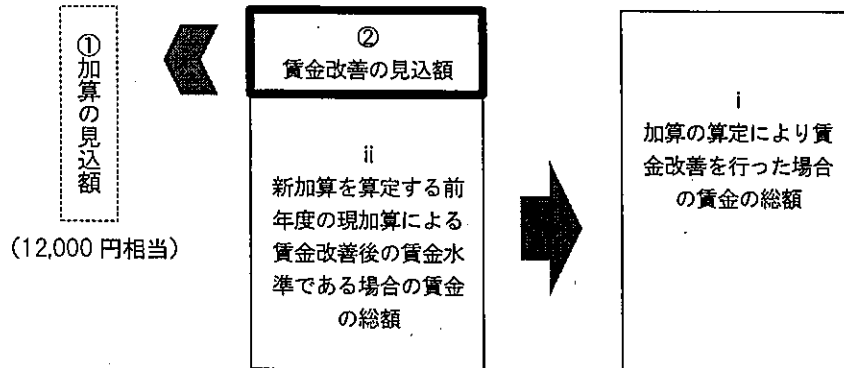 ①加算の見込額
(12,000 円相当)
②
賃金改善の見込額
ⅱ
新加算を算定する前
年度の現加算による
賃金改善後の賃金水
準である場合の賃金
の総額
ⅰ
加算の算定により賃
金改善を行った場合
の賃金の総額